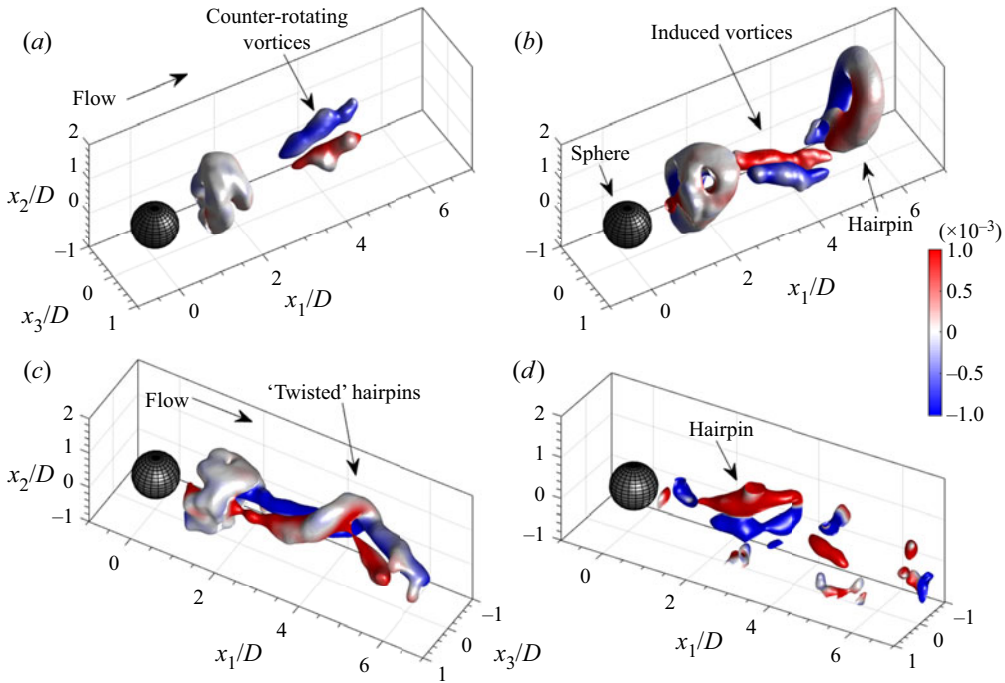 (a)
Counter-rotating
vortices
Flow
2
1
0
−1
x2/D
0
2
4
6
x1/D
−1
0
1
x3/D
(b)
Induced vortices
Sphere
Hairpin
2
1
0
−1
0
2
4
6
x1/D
(×10−3)
1.0
0.5
0
−0.5
−1.0
(c)
Flow
‘Twisted’ hairpins
2
1
0
−1
x2/D
0
2
4
6
x1/D
−1
0
1
x3/D
(d)
Hairpin
2
1
0
−1
0
2
4
6
x1/D
−1
0
1